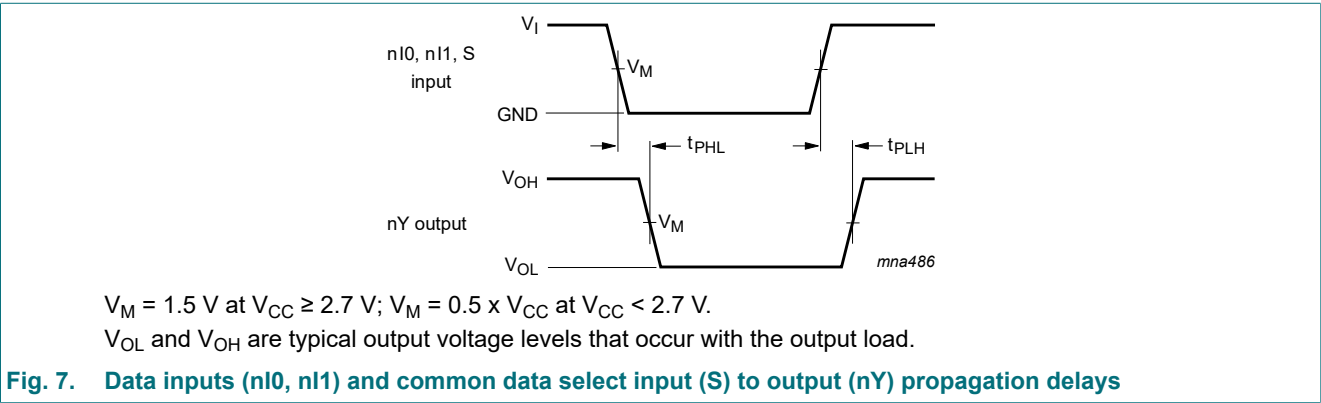 V_I
nI0, nI1, S
input
V_M
GND
t_PHL
t_PLH
V_OH
nY output
V_M
V_OL
mna486
V_M = 1.5 V at V_CC ≥ 2.7 V; V_M = 0.5 x V_CC at V_CC < 2.7 V.
V_OL and V_OH are typical output voltage levels that occur with the output load.
Fig. 7. Data inputs (nI0, nI1) and common data select input (S) to output (nY) propagation delays